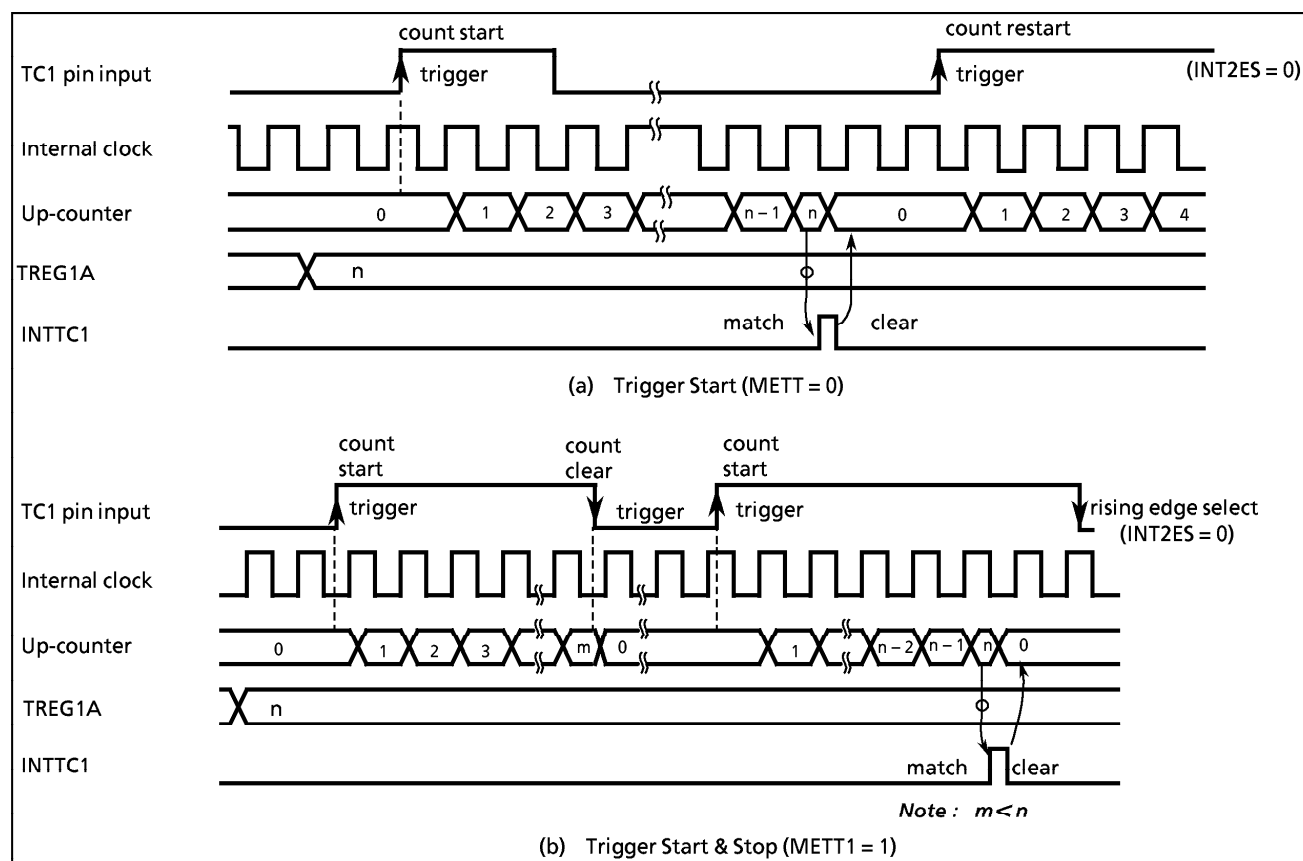 count start
count restart
TC1 pin input
trigger
trigger
(INT2ES = 0)
Internal clock
Up-counter
0
1
2
3
n – 1
n
0
1
2
3
4
TREG1A
n
INTTC1
match
clear
(a) Trigger Start (METT = 0)
count
start
count
clear
count
start
TC1 pin input
trigger
trigger
trigger
rising edge select
(INT2ES = 0)
Internal clock
Up-counter
0
1
2
3
m
0
1
n – 2
n – 1
n
0
TREG1A
n
INTTC1
match
clear
Note : m < n
(b) Trigger Start & Stop (METT1 = 1)